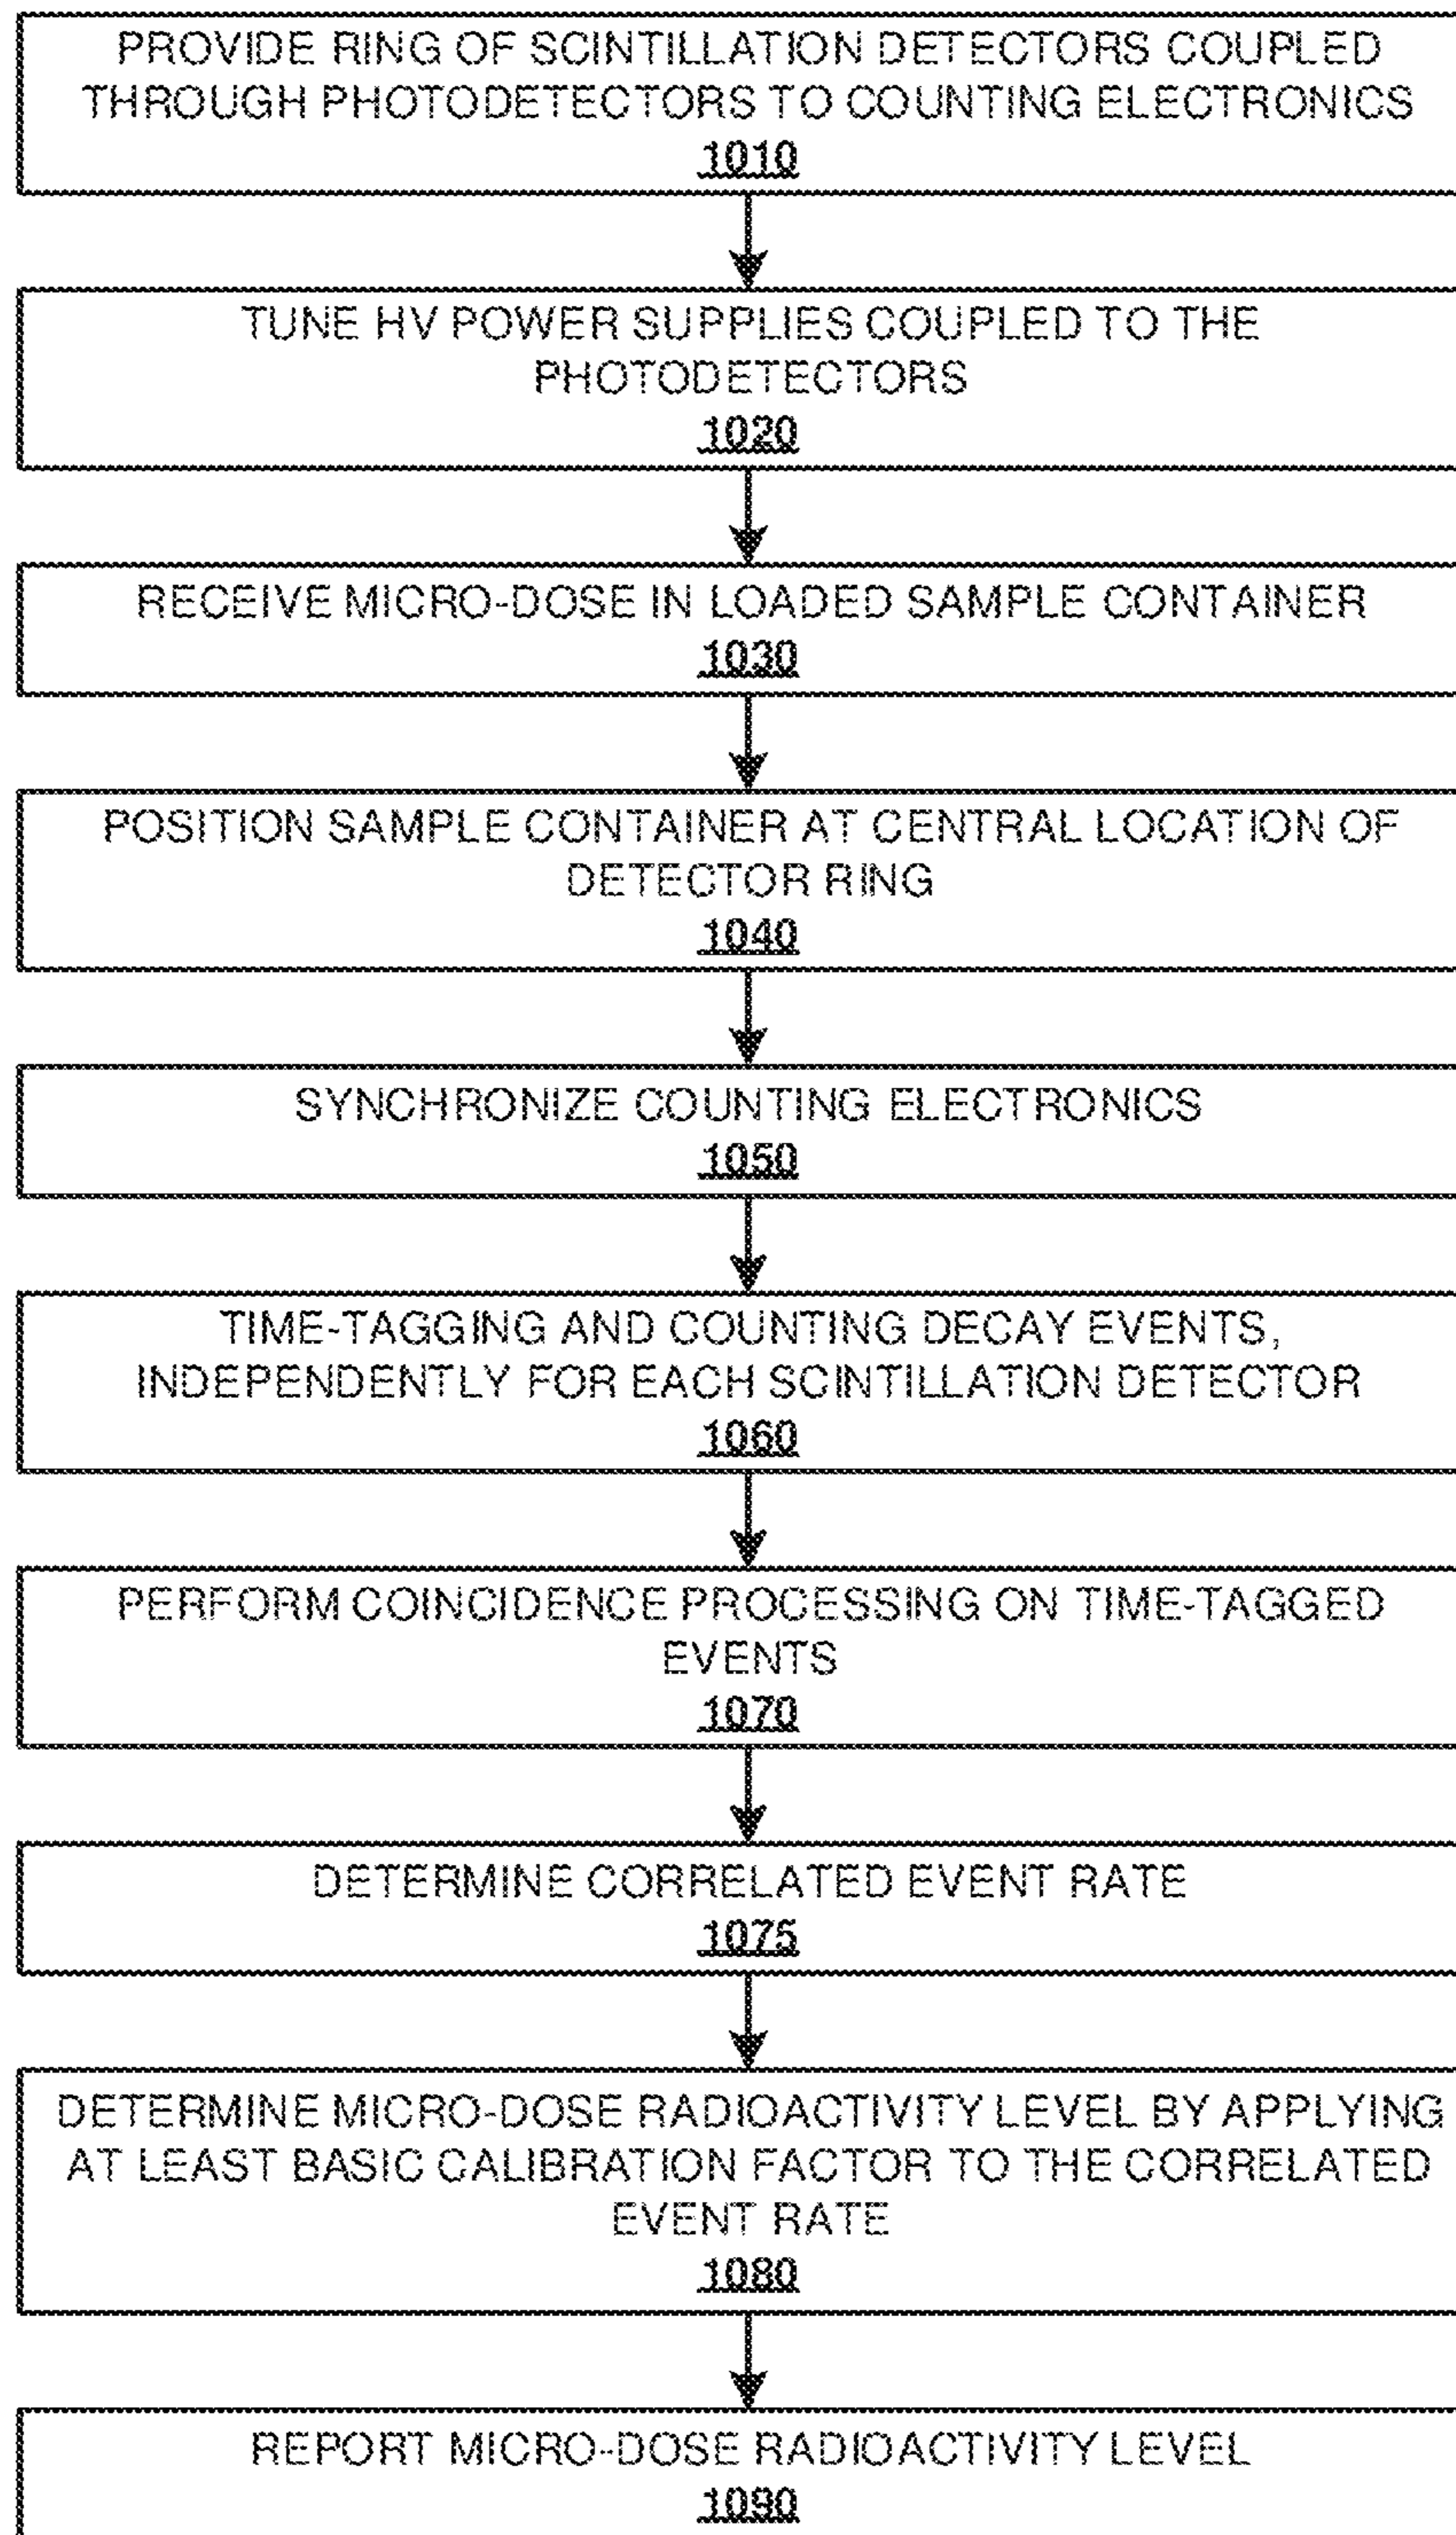 PROVIDE RING OF SCINTILLATION DETECTORS COUPLED
THROUGH PHOTODETECTORS TO COUNTING ELECTRONICS
1010
TUNE HV POWER SUPPLIES COUPLED TO THE
PHOTODETECTORS
1020
RECEIVE MICRO-DOSE IN LOADED SAMPLE CONTAINER
1030
POSITION SAMPLE CONTAINER AT CENTRAL LOCATION OF
DETECTOR RING
1040
SYNCHRONIZE COUNTING ELECTRONICS
1050
TIME-TAGGING AND COUNTING DECAY EVENTS,
INDEPENDENTLY FOR EACH SCINTILLATION DETECTOR
1060
PERFORM COINCIDENCE PROCESSING ON TIME-TAGGED
EVENTS
1070
DETERMINE CORRELATED EVENT RATE
1075
DETERMINE MICRO-DOSE RADIOACTIVITY LEVEL BY APPLYING
AT LEAST BASIC CALIBRATION FACTOR TO THE CORRELATED
EVENT RATE
1080
REPORT MICRO-DOSE RADIOACTIVITY LEVEL
1090